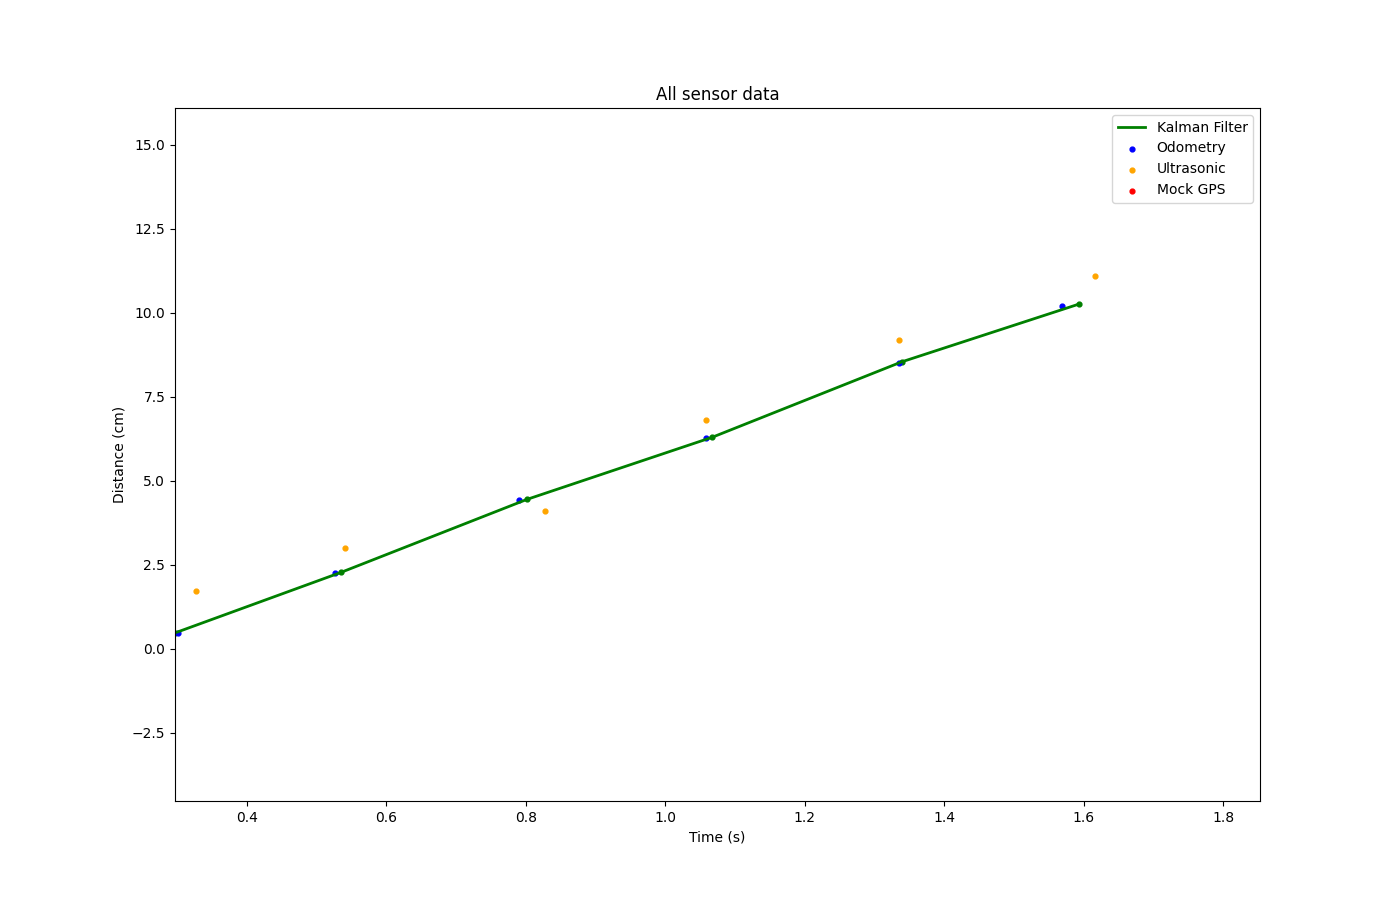 All sensor data
Kalman Filter
Odometry
Ultrasonic
Mock GPS
15.0
12.5
10.0
7.5
5.0
2.5
0.0
−2.5
Distance (cm)
0.4 0.6 0.8 1.0 1.2 1.4 1.6 1.8
Time (s)